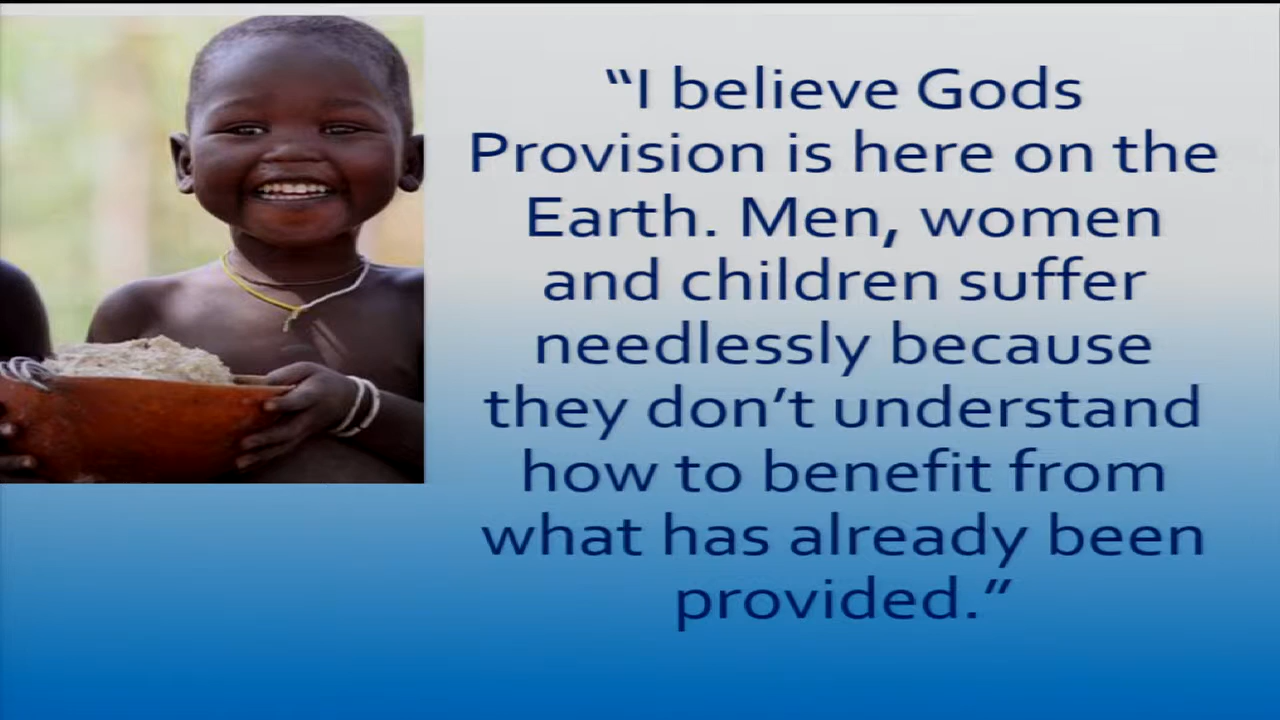 “I believe Gods
Provision is here on the
Earth. Men, women
and children suffer
needlessly because
they don’t understand
how to benefit from
what has already been
provided.”